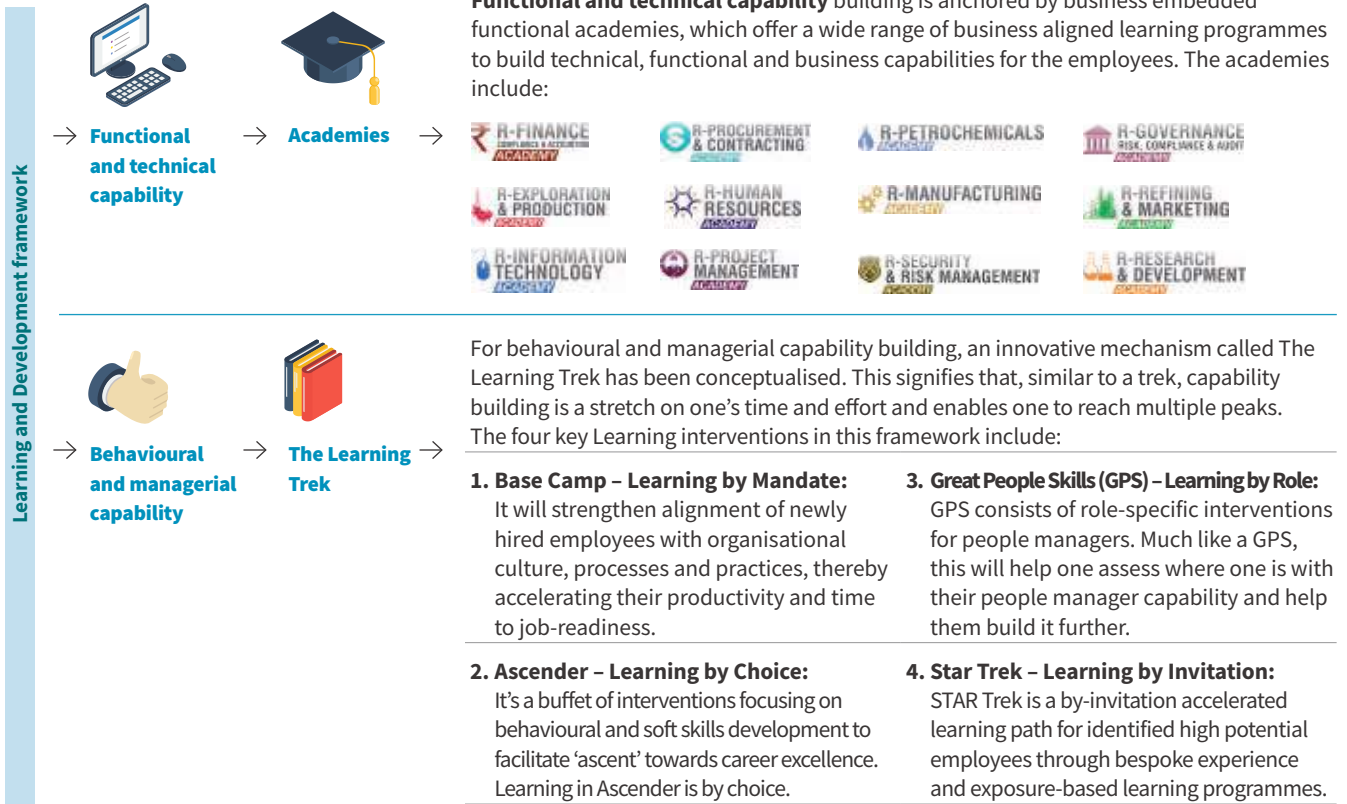 Learning and Development framework
Functional and technical capability building is anchored by business embedded
functional academies, which offer a wide range of business aligned learning programmes
to build technical, functional and business capabilities for the employees. The academies
include:
→ Functional
and technical
capability
→ Academies →
R-FINANCE
COMPLIANCE & ACCOUNTING
ACADEMY
R-PROCUREMENT
& CONTRACTING
ACADEMY
R-PETROCHEMICALS
ACADEMY
R-GOVERNANCE
RISK, COMPLIANCE & AUDIT
ACADEMY
R-EXPLORATION
& PRODUCTION
ACADEMY
R-HUMAN
RESOURCES
ACADEMY
R-MANUFACTURING
ACADEMY
R-REFINING
& MARKETING
ACADEMY
R-INFORMATION
TECHNOLOGY
ACADEMY
R-PROJECT
MANAGEMENT
ACADEMY
R-SECURITY
& RISK MANAGEMENT
ACADEMY
R-RESEARCH
& DEVELOPMENT
ACADEMY
→ Behavioural
and managerial
capability
→ The Learning →
Trek
For behavioural and managerial capability building, an innovative mechanism called The
Learning Trek has been conceptualised. This signifies that, similar to a trek, capability
building is a stretch on one's time and effort and enables one to reach multiple peaks.
The four key Learning interventions in this framework include:
1. Base Camp – Learning by Mandate:
It will strengthen alignment of newly
hired employees with organisational
culture, processes and practices, thereby
accelerating their productivity and time
to job-readiness.
2. Ascender – Learning by Choice:
It's a buffet of interventions focusing on
behavioural and soft skills development to
facilitate 'ascent' towards career excellence.
Learning in Ascender is by choice.
3. Great People Skills (GPS) – Learning by Role:
GPS consists of role-specific interventions
for people managers. Much like a GPS,
this will help one assess where one is with
their people manager capability and help
them build it further.
4. Star Trek – Learning by Invitation:
STAR Trek is a by-invitation accelerated
learning path for identified high potential
employees through bespoke experience
and exposure-based learning programmes.